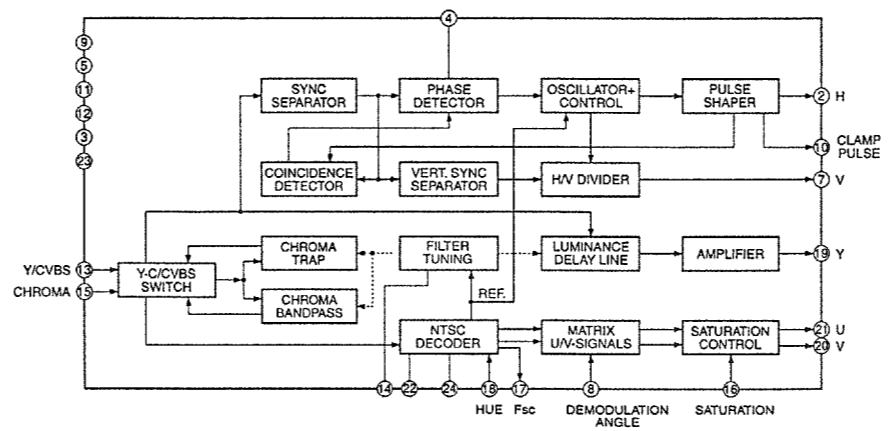 4
9
5
11
12
3
23
SYNC
SEPARATOR
PHASE
DETECTOR
OSCILLATOR+
CONTROL
PULSE
SHAPER
2 H
10 CLAMP
PULSE
COINCIDENCE
DETECTOR
VERT. SYNC
SEPARATOR
H/V DIVIDER
7 V
Y/CVBS 13
CHROMA 15
Y-C/CVBS
SWITCH
CHROMA
TRAP
FILTER
TUNING
LUMINANCE
DELAY LINE
AMPLIFIER
19 Y
CHROMA
BANDPASS
REF.
NTSC
DECODER
MATRIX
U/V-SIGNALS
SATURATION
CONTROL
21 U
20 V
14 22 24 18 17 8 16
HUE Fsc DEMODULATION
ANGLE
SATURATION